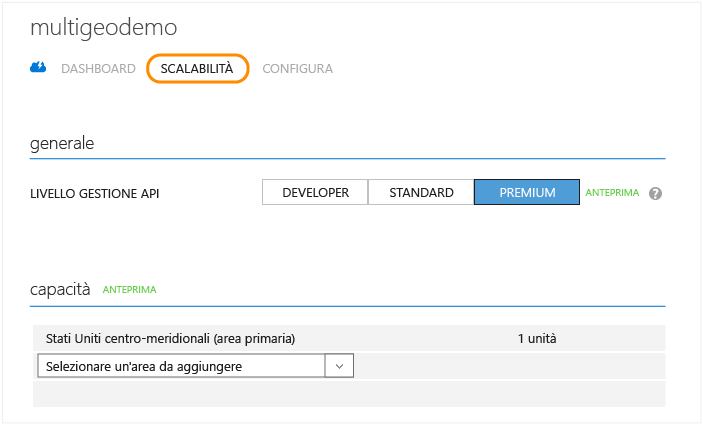 multigeodemo
DASHBOARD SCALABILITÀ CONFIGURA
generale
LIVELLO GESTIONE API DEVELOPER STANDARD PREMIUM ANTEPRIMA ?
capacità ANTEPRIMA
Stati Uniti centro-meridionali (area primaria) 1 unità
Selezionare un'area da aggiungere